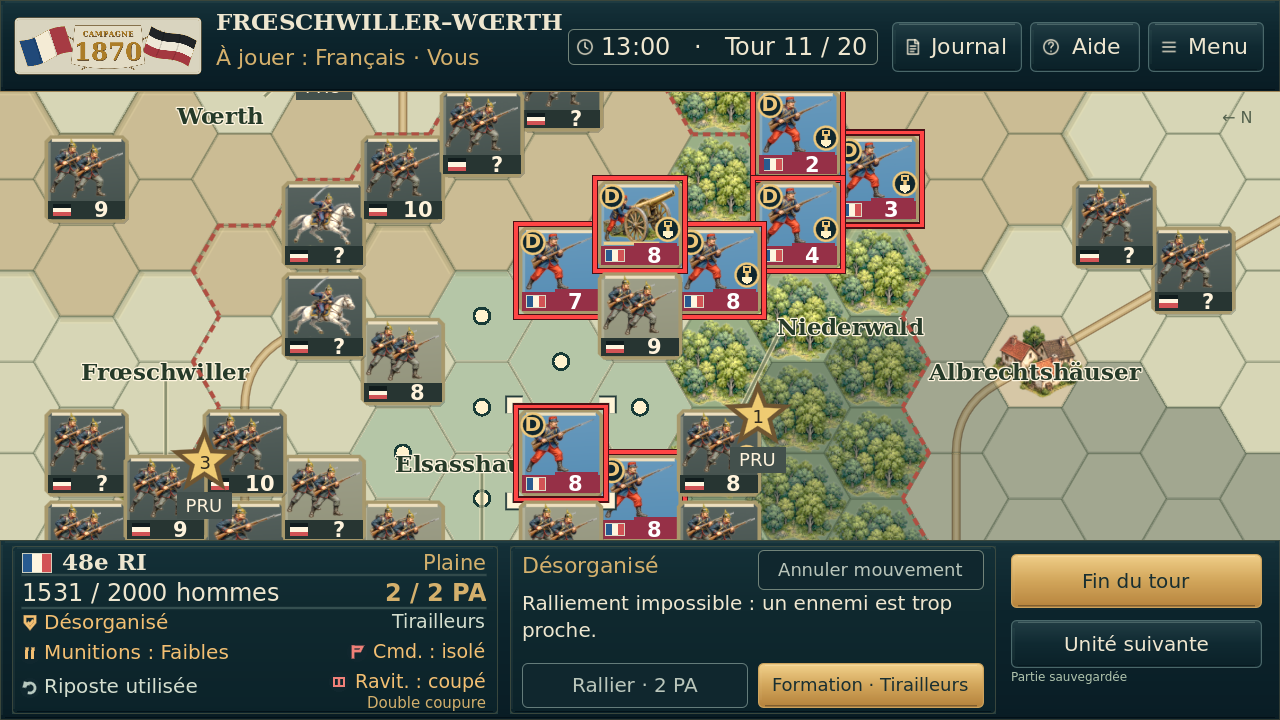 CAMPAGNE
1870
FRŒSCHWILLER–WŒRTH
À jouer : Français · Vous
13:00 · Tour 11 / 20
Journal
Aide
Menu
Wœrth
← N
?
?
2
9
10
3
?
8
4
?
7
8
?
?
9
Niederwald
8
Frœschwiller
Albrechtshäuser
1
Elsasshau
3
PRU
?
10
8
8
PRU
9
?
8
48e RI
Plaine
1531 / 2000 hommes
2 / 2 PA
Désorganisé
Tirailleurs
Munitions : Faibles
Cmd. : isolé
Riposte utilisée
Ravit. : coupé
Double coupure
Désorganisé
Annuler mouvement
Ralliement impossible : un ennemi est trop
proche.
Rallier · 2 PA
Formation · Tirailleurs
Fin du tour
Unité suivante
Partie sauvegardée